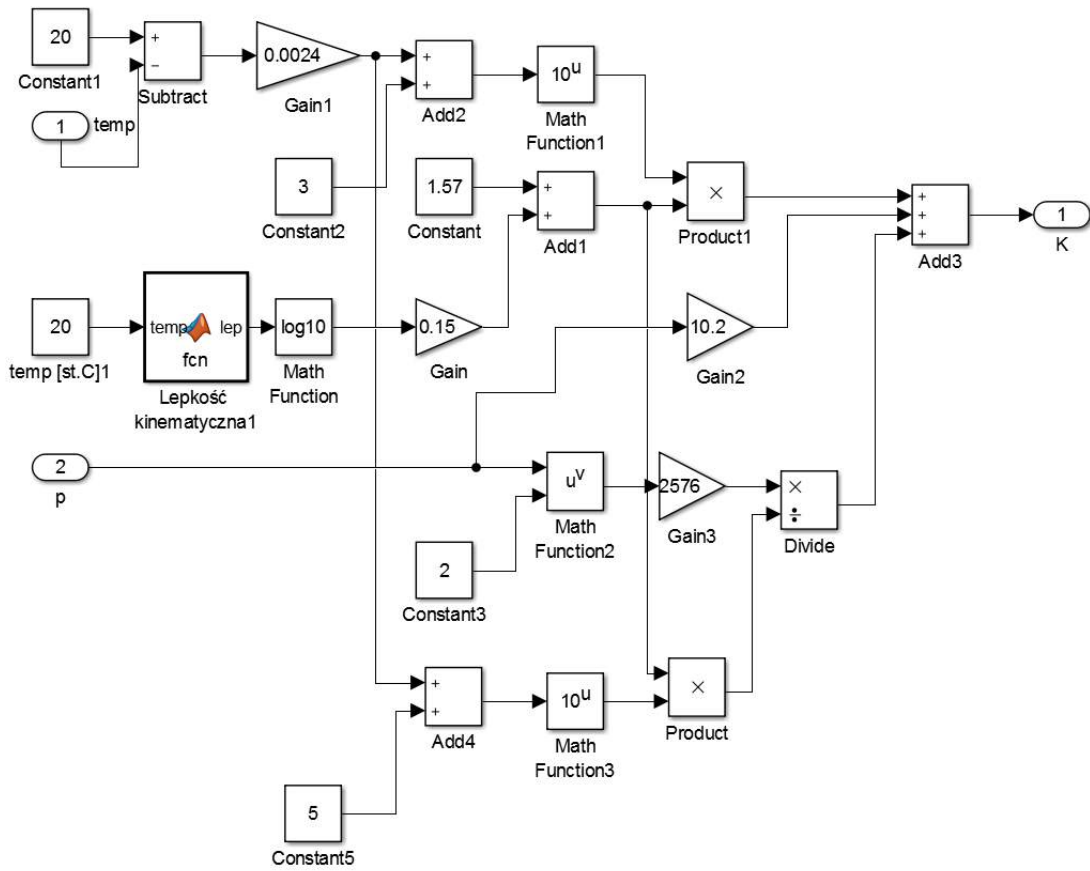 20
Constant1
+
−
Subtract
1
temp
0.0024
Gain1
+
+
Add2
10ᵘ
Math
Function1
3
Constant2
1.57
Constant
+
+
Add1
×
Product1
+
+
+
Add3
1
K
20
temp [st.C]1
temp
lep
fcn
Lepkość
kinematyczna1
log10
Math
Function
0.15
Gain
10.2
Gain2
2
p
uᵛ
Math
Function2
2
Constant3
2576
Gain3
×
÷
Divide
+
+
Add4
5
Constant5
10ᵘ
Math
Function3
×
Product